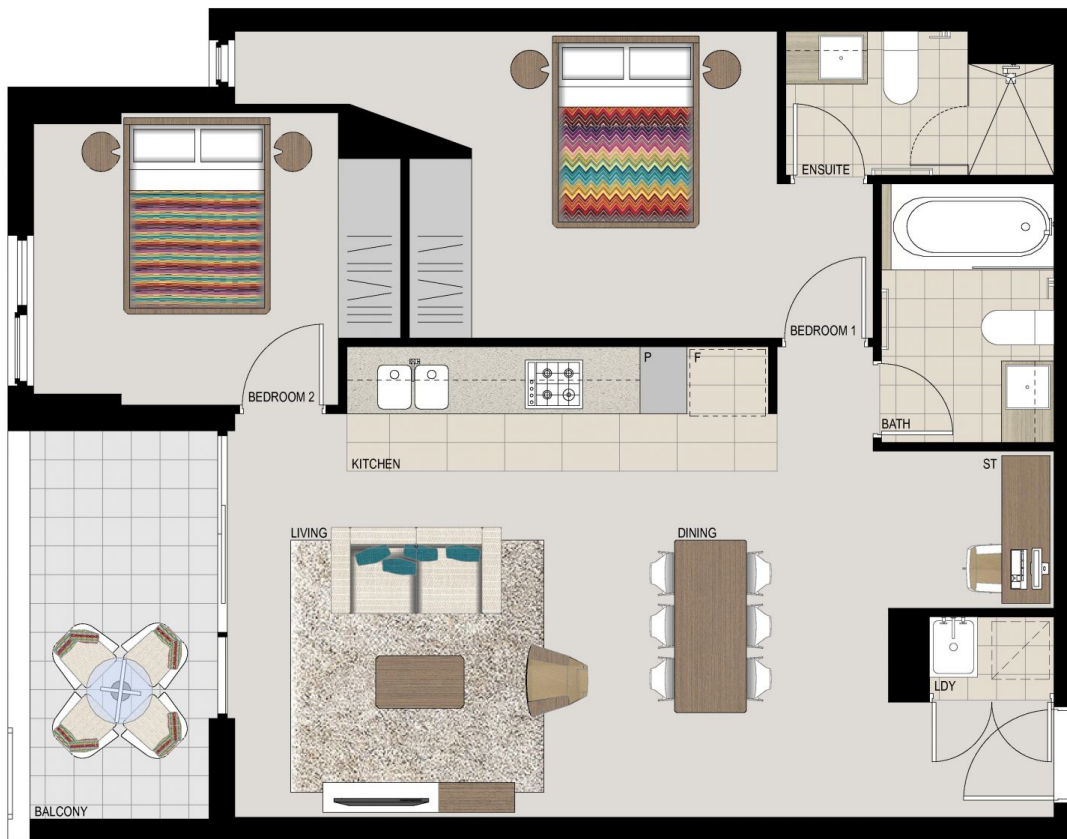 ENSUITE
BEDROOM 1
P
F
BEDROOM 2
BATH
KITCHEN
ST
LIVING
DINING
LDY
BALCONY